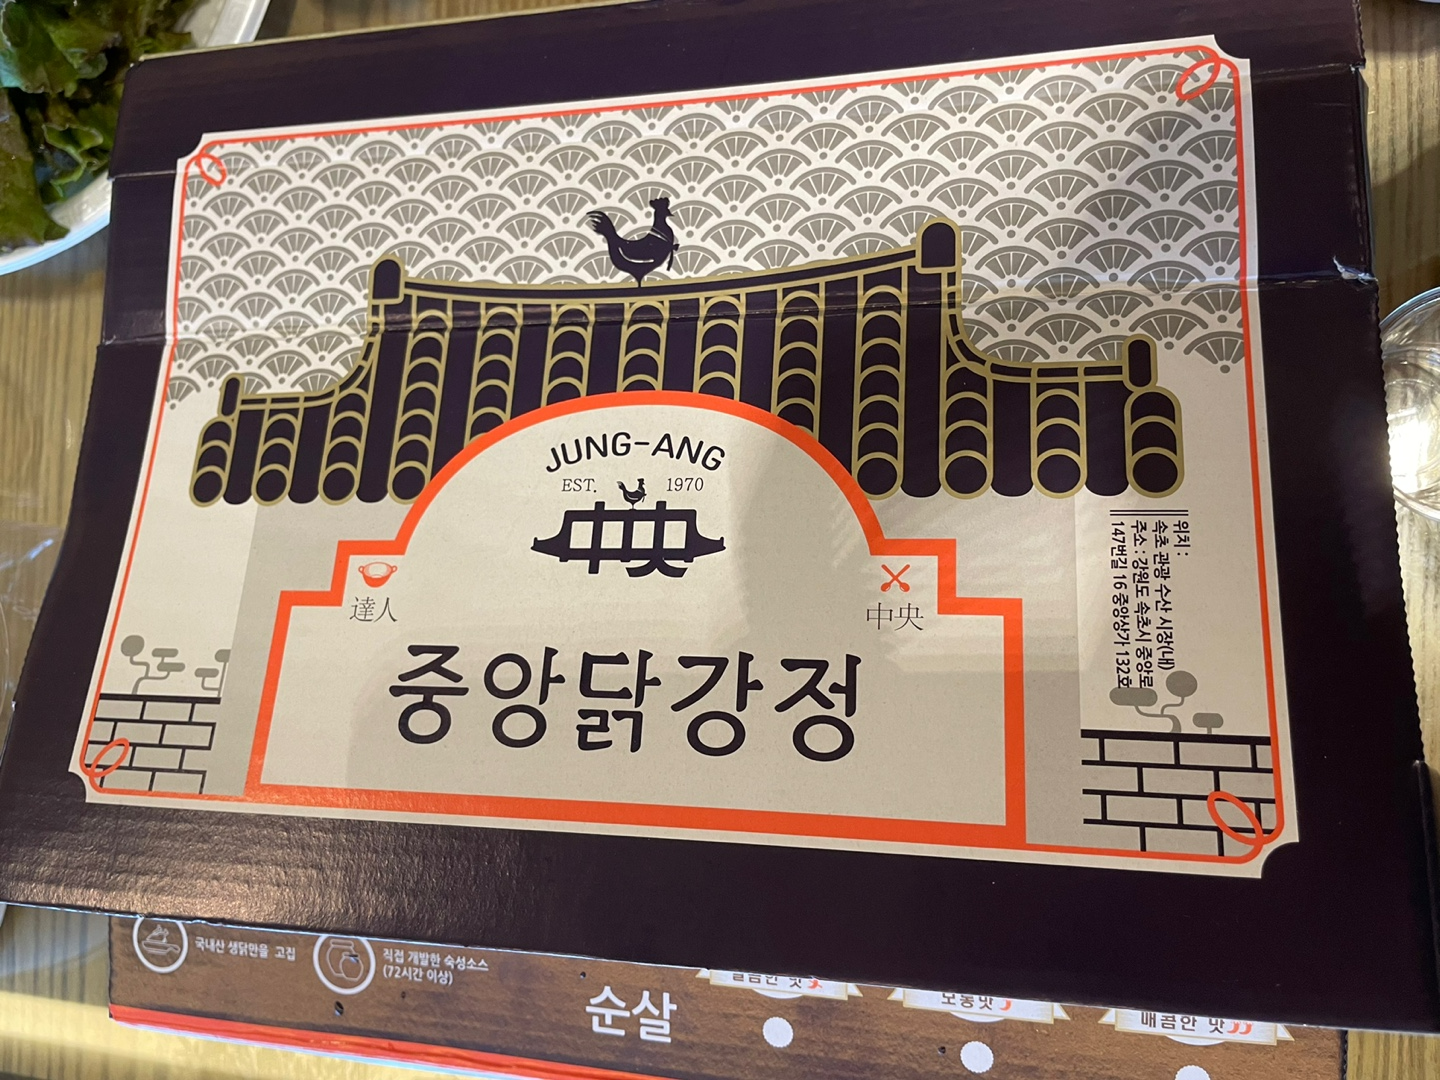 JUNG-ANG
EST. 1970
中央
達人
中央
중앙닭강정
위치 :
속초 관광 수산 시장(내)
주소 : 강원도 속초시 중앙로
147번길 16 중앙상가 132호
국내산 생닭만을 고집
직접 개발한 숙성소스
(72시간 이상)
순살
달콤한 맛
보통맛
매콤한 맛